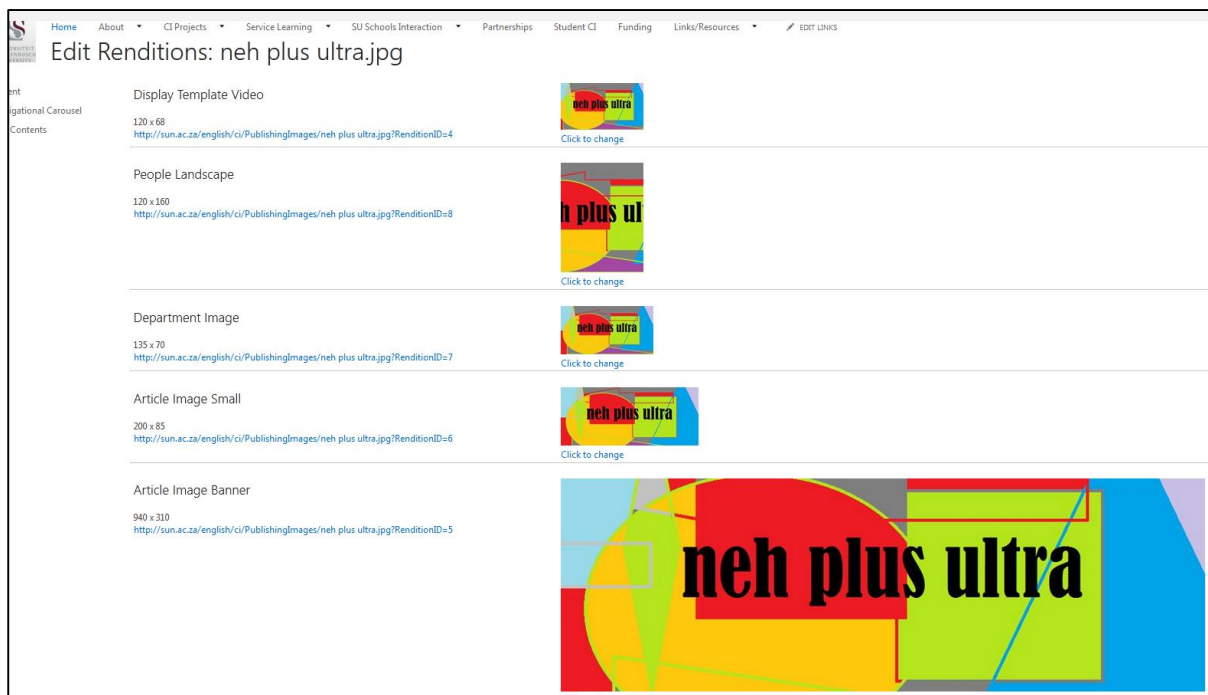 Home About CI Projects Service Learning SU Schools Interaction Partnerships Student CI Funding Links/Resources EDIT LINKS
Edit Renditions: neh plus ultra.jpg
igational Carousel
Contents
Display Template Video
120 x 68
http://sun.ac.za/english/ci/PublishingImages/neh plus ultra.jpg?RenditionID=4
neh plus ultra
Click to change
People Landscape
120 x 160
http://sun.ac.za/english/ci/PublishingImages/neh plus ultra.jpg?RenditionID=8
h plus ul
Click to change
Department Image
135 x 70
http://sun.ac.za/english/ci/PublishingImages/neh plus ultra.jpg?RenditionID=7
neh plus ultra
Click to change
Article Image Small
200 x 85
http://sun.ac.za/english/ci/PublishingImages/neh plus ultra.jpg?RenditionID=6
neh plus ultra
Click to change
Article Image Banner
940 x 310
http://sun.ac.za/english/ci/PublishingImages/neh plus ultra.jpg?RenditionID=5
neh plus ultra